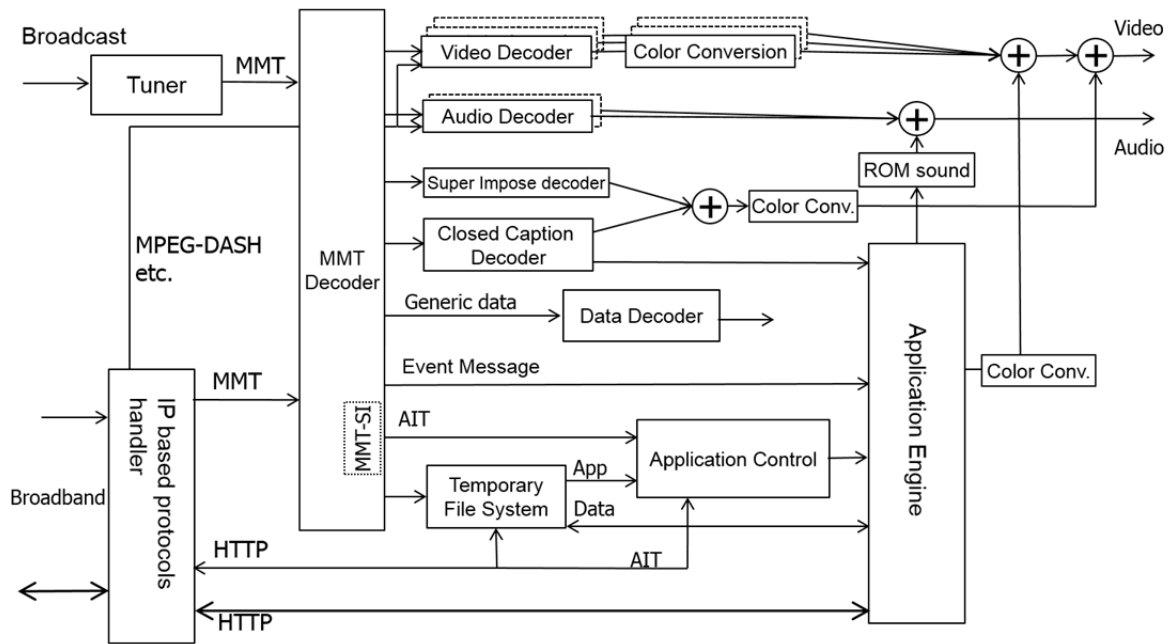 Broadcast
Tuner
MMT
Video Decoder
Color Conversion
+
+
Video
Audio Decoder
+
Audio
ROM sound
Super Impose decoder
+
Color Conv.
Closed Caption
Decoder
MPEG-DASH
etc.
MMT
Decoder
Generic data
Data Decoder
Application Engine
Color Conv.
Event Message
MMT
IP based protocols
handler
MMT-SI
AIT
Application Control
App
Temporary
File System
Data
Broadband
HTTP
AIT
HTTP